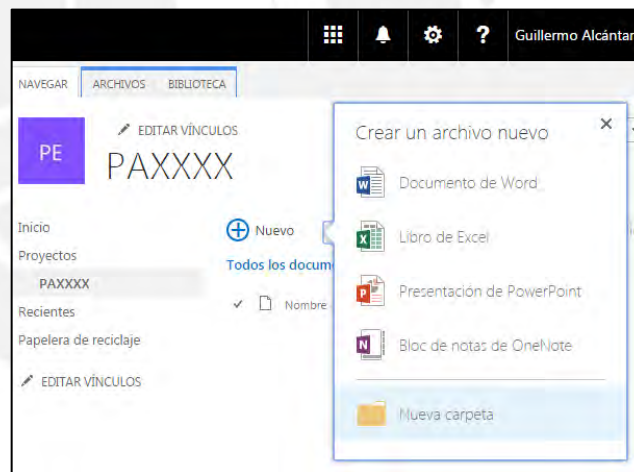 Guillermo Alcántar
NAVEGAR ARCHIVOS BIBLIOTECA
PE
EDITAR VÍNCULOS
PAXXXX
Inicio
Proyectos
PAXXXX
Recientes
Papelera de reciclaje
EDITAR VÍNCULOS
Nuevo
Todos los docum
Nombre
Crear un archivo nuevo
Documento de Word
Libro de Excel
Presentación de PowerPoint
Bloc de notas de OneNote
Nueva carpeta